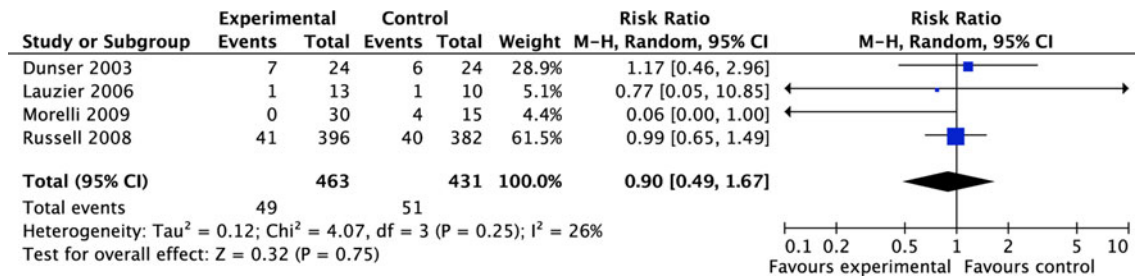 Experimental Control Risk Ratio Risk Ratio
Study or Subgroup Events Total Events Total Weight M-H, Random, 95% CI M-H, Random, 95% CI
Dunser 2003 7 24 6 24 28.9% 1.17 [0.46, 2.96]
Lauzier 2006 1 13 1 10 5.1% 0.77 [0.05, 10.85]
Morelli 2009 0 30 4 15 4.4% 0.06 [0.00, 1.00]
Russell 2008 41 396 40 382 61.5% 0.99 [0.65, 1.49]
Total (95% CI) 463 431 100.0% 0.90 [0.49, 1.67]
Total events 49 51
Heterogeneity: Tau² = 0.12; Chi² = 4.07, df = 3 (P = 0.25); I² = 26%
Test for overall effect: Z = 0.32 (P = 0.75)
0.1 0.2 0.5 1 2 5 10
Favours experimental Favours control